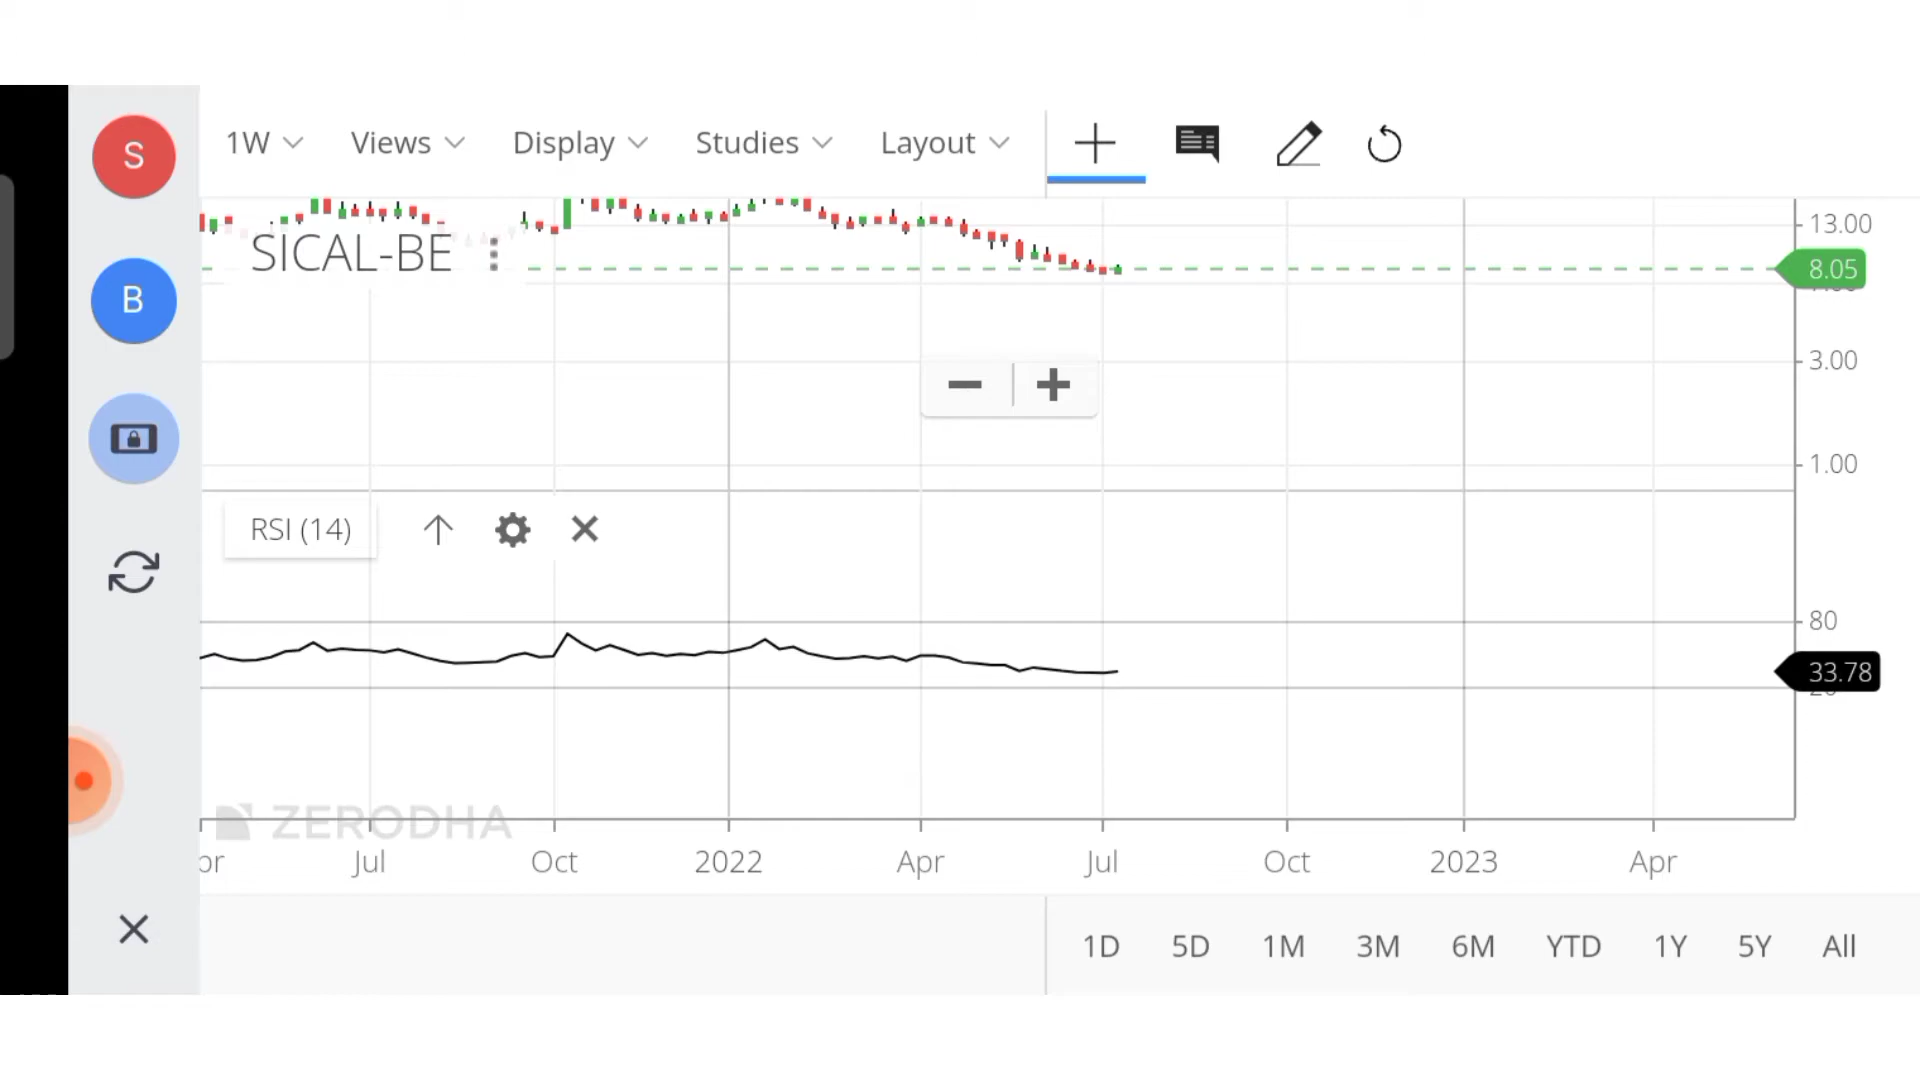 S
B
1W Views Display Studies Layout
SICAL-BE
13.00
8.05
3.00
1.00
RSI (14)
80
33.78
ZERODHA
Jul Oct 2022 Apr Jul Oct 2023 Apr
1D 5D 1M 3M 6M YTD 1Y 5Y All